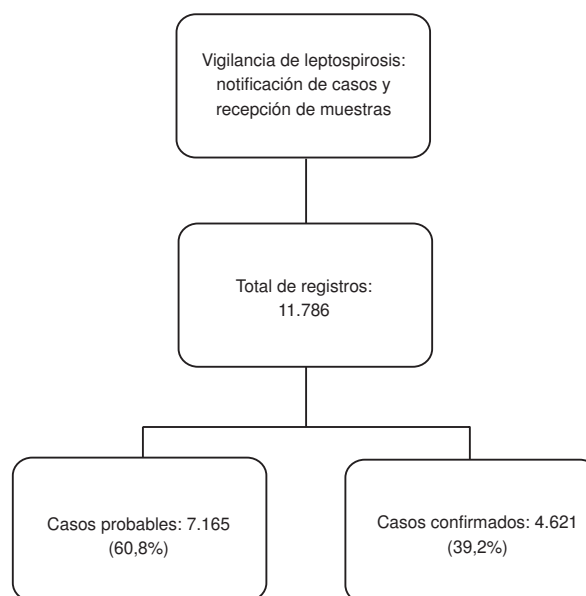 Vigilancia de leptospirosis:
notificación de casos y
recepción de muestras
Total de registros:
11.786
Casos probables: 7.165
(60,8%)
Casos confirmados: 4.621
(39,2%)